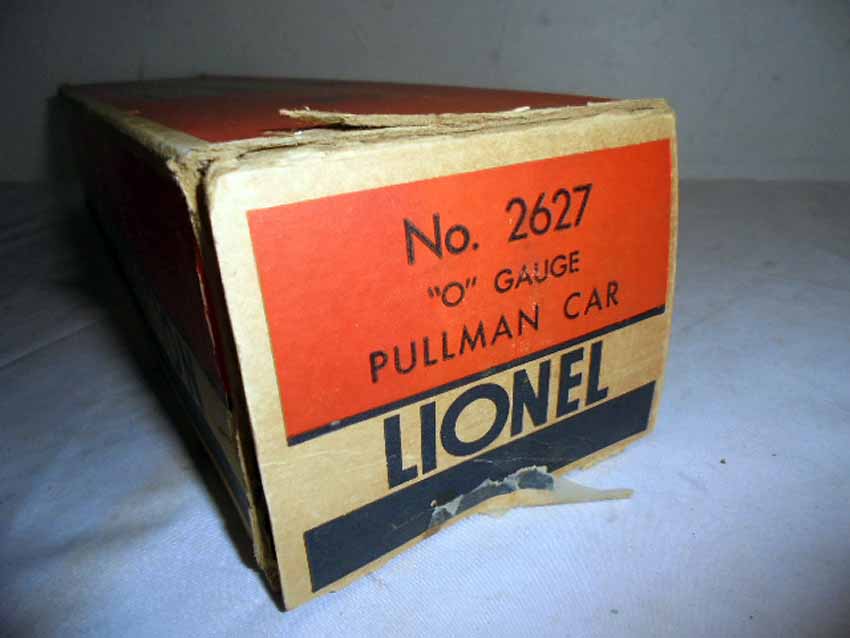 No. 2627
"O" GAUGE
PULLMAN CAR
LIONEL